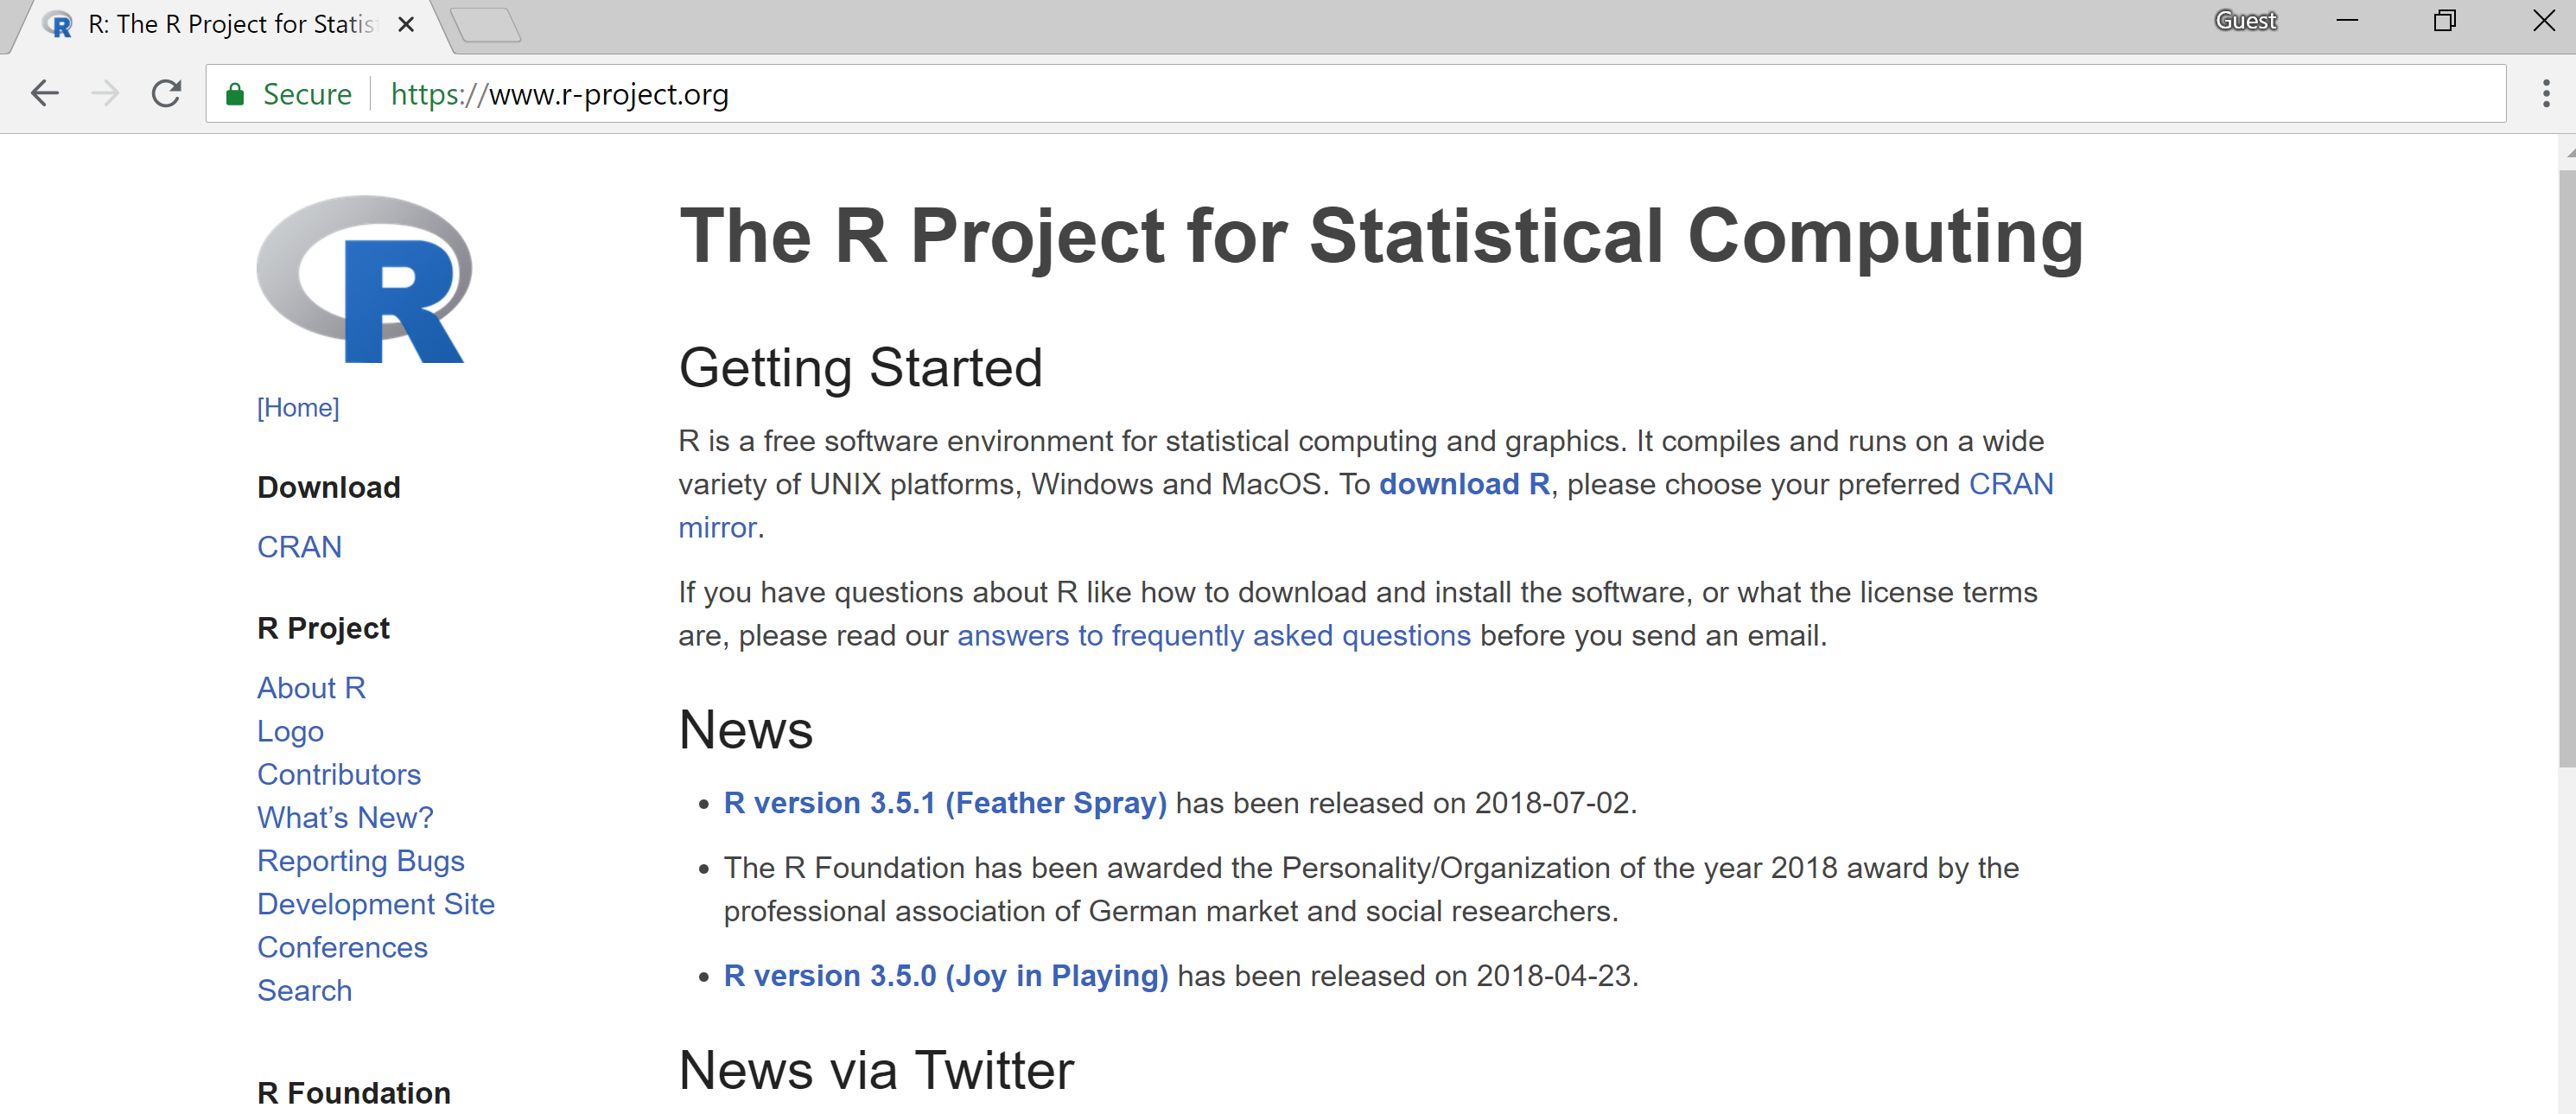 R: The R Project for Statis
Guest
Secure
https://www.r-project.org
R
[Home]
Download
CRAN
R Project
About R
Logo
Contributors
What’s New?
Reporting Bugs
Development Site
Conferences
Search
R Foundation
The R Project for Statistical Computing
Getting Started
R is a free software environment for statistical computing and graphics. It compiles and runs on a wide
variety of UNIX platforms, Windows and MacOS. To download R, please choose your preferred CRAN
mirror.
If you have questions about R like how to download and install the software, or what the license terms
are, please read our answers to frequently asked questions before you send an email.
News
• R version 3.5.1 (Feather Spray) has been released on 2018-07-02.
• The R Foundation has been awarded the Personality/Organization of the year 2018 award by the
professional association of German market and social researchers.
• R version 3.5.0 (Joy in Playing) has been released on 2018-04-23.
News via Twitter